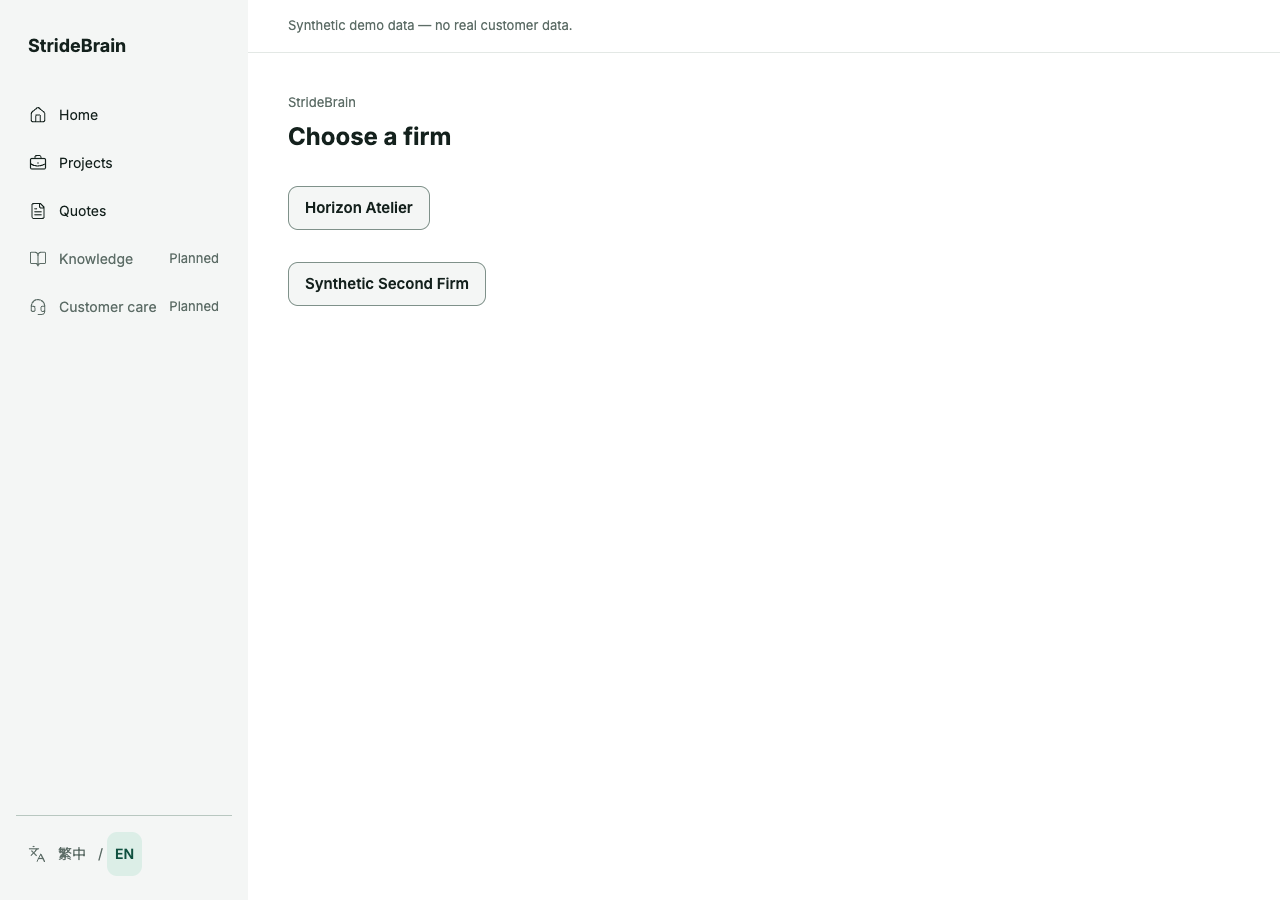 StrideBrain
Home
Projects
Quotes
Knowledge Planned
Customer care Planned
繁中 / EN
Synthetic demo data — no real customer data.
StrideBrain
Choose a firm
Horizon Atelier
Synthetic Second Firm